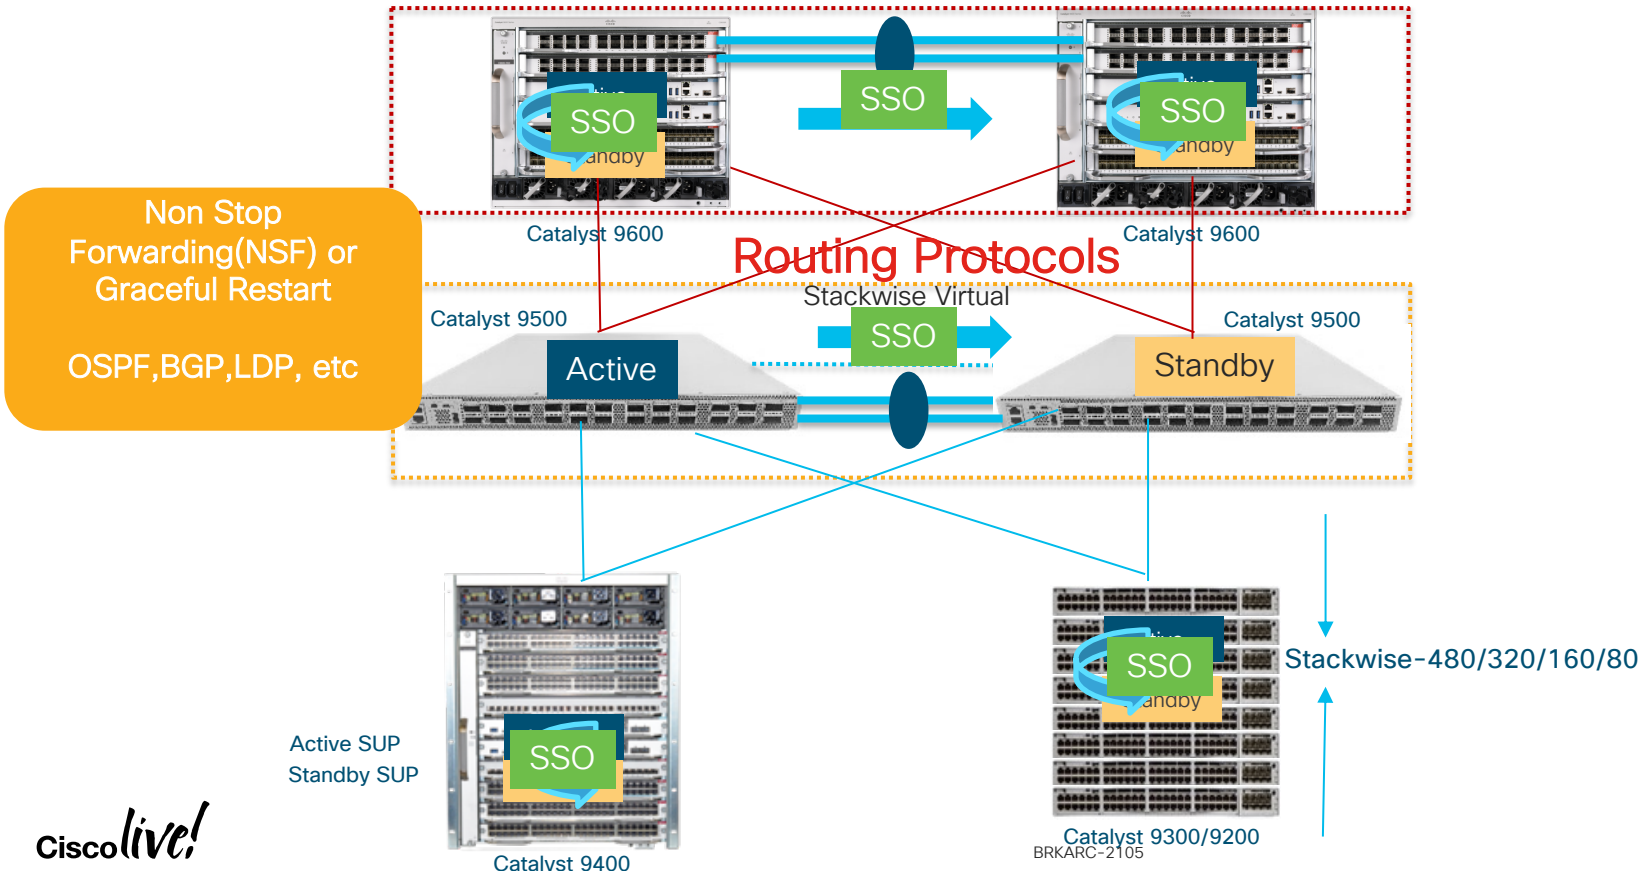 SSO
SSO
SSO
Catalyst 9600
Catalyst 9600
Non Stop
Forwarding(NSF) or
Graceful Restart
OSPF,BGP,LDP, etc
Routing Protocols
Stackwise Virtual
SSO
Catalyst 9500
Catalyst 9500
Active
Standby
SSO
Stackwise-480/320/160/80
SSO
Active SUP
Standby SUP
Catalyst 9300/9200
BRKARC-2105
Catalyst 9400
Cisco live!